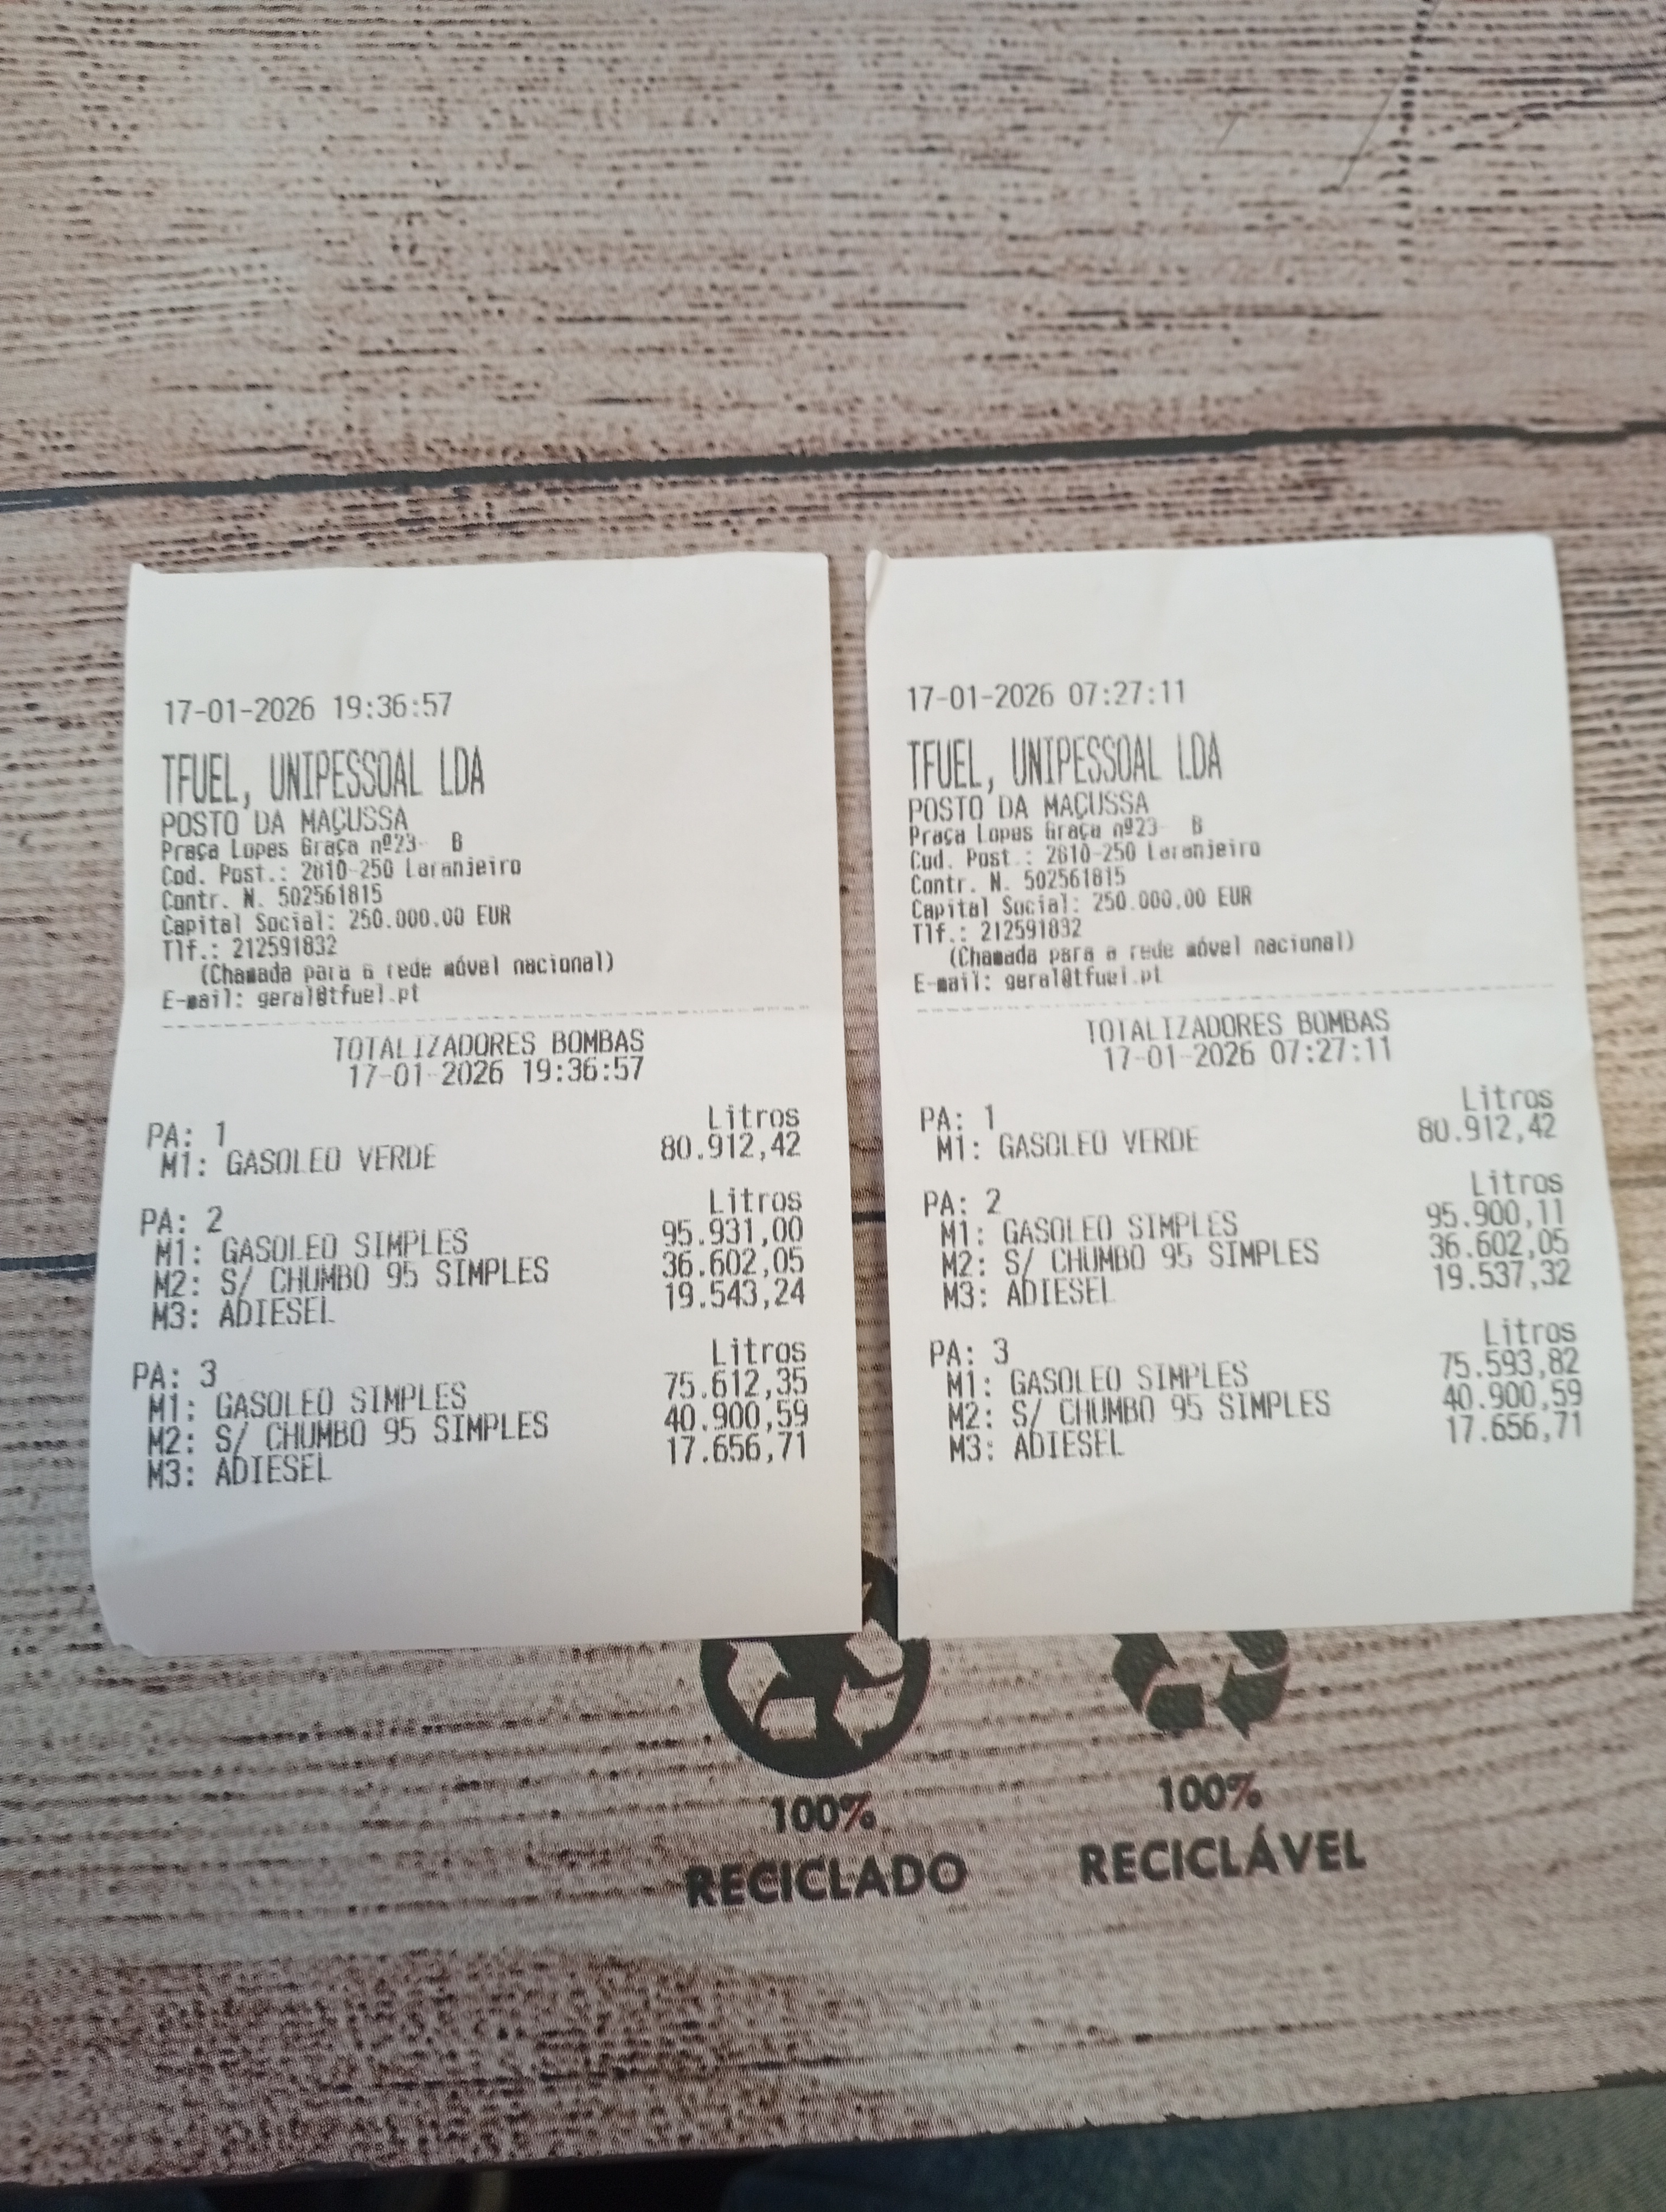 17-01-2026 19:36:57
TFUEL, UNIPESSOAL LDA
POSTO DA MAÇUSSA
Praça Lopes Graça nº23- B
Cod. Post.: 2810-250 Laranjeiro
Contr. N. 502561815
Capital Social: 250.000,00 EUR
Tlf.: 212591832
(Chamada para a rede móvel nacional)
E-mail: geral@tfuel.pt
TOTALIZADORES BOMBAS
17-01-2026 19:36:57
PA: 1 Litros
M1: GASOLEO VERDE 80.912,42
PA: 2 Litros
M1: GASOLEO SIMPLES 95.931,00
M2: S/ CHUMBO 95 SIMPLES 36.602,05
M3: ADIESEL 19.543,24
PA: 3 Litros
M1: GASOLEO SIMPLES 75.612,35
M2: S/ CHUMBO 95 SIMPLES 40.900,59
M3: ADIESEL 17.656,71
17-01-2026 07:27:11
TFUEL, UNIPESSOAL LDA
POSTO DA MAÇUSSA
Praça Lopes Graça nº23- B
Cod. Post.: 2810-250 Laranjeiro
Contr. N. 502561815
Capital Social: 250.000,00 EUR
Tlf.: 212591832
(Chamada para a rede móvel nacional)
E-mail: geral@tfuel.pt
TOTALIZADORES BOMBAS
17-01-2026 07:27:11
PA: 1 Litros
M1: GASOLEO VERDE 80.912,42
PA: 2 Litros
M1: GASOLEO SIMPLES 95.900,11
M2: S/ CHUMBO 95 SIMPLES 36.602,05
M3: ADIESEL 19.537,32
PA: 3 Litros
M1: GASOLEO SIMPLES 75.593,82
M2: S/ CHUMBO 95 SIMPLES 40.900,59
M3: ADIESEL 17.656,71
100%
RECICLADO
100%
RECICLÁVEL